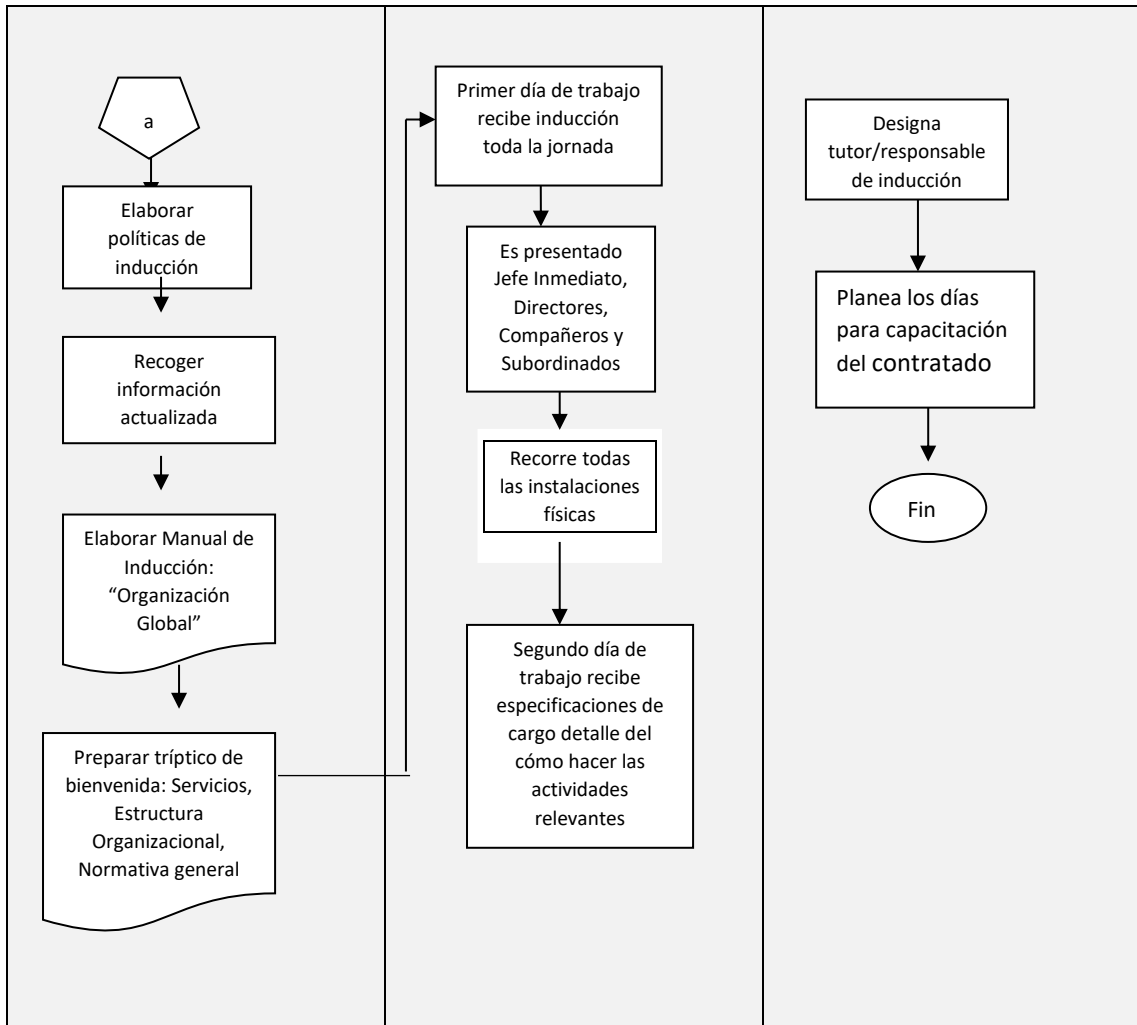 a
Elaborar
políticas de
inducción
Recoger
información
actualizada
Elaborar Manual de
Inducción:
“Organización
Global”
Preparar tríptico de
bienvenida: Servicios,
Estructura
Organizacional,
Normativa general
Primer día de trabajo
recibe inducción
toda la jornada
Es presentado
Jefe Inmediato,
Directores,
Compañeros y
Subordinados
Recorre todas
las instalaciones
físicas
Segundo día de
trabajo recibe
especificaciones de
cargo detalle del
cómo hacer las
actividades
relevantes
Designa
tutor/responsable
de inducción
Planea los días
para capacitación
del contratado
Fin